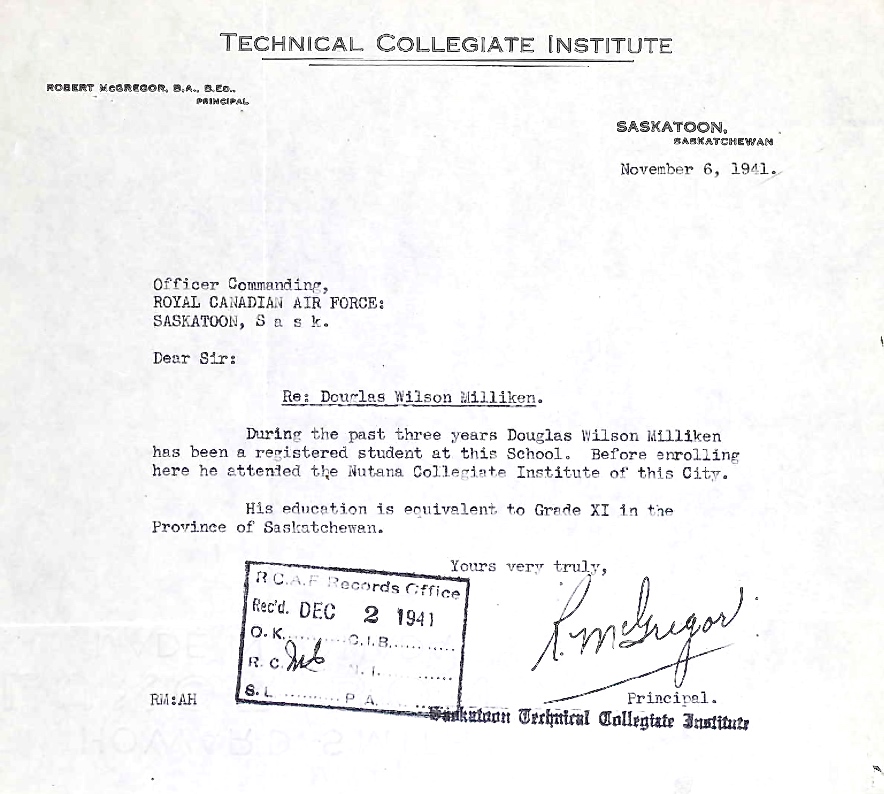 TECHNICAL COLLEGIATE INSTITUTE
ROBERT McGREGOR, B.A., B.ED.,
PRINCIPAL
SASKATOON,
SASKATCHEWAN
November 6, 1941.
Officer Commanding,
ROYAL CANADIAN AIR FORCE:
SASKATOON, S a s k.
Dear Sir:
Re: Douglas Wilson Milliken.
During the past three years Douglas Wilson Milliken
has been a registered student at this School. Before enrolling
here he attended the Nutana Collegiate Institute of this City.
His education is equivalent to Grade XI in the
Province of Saskatchewan.
Yours very truly,
R.C.A.F Records Office
Rec'd. DEC 2 1941
O. K. .......... C.I.B. ..........
R. C.
S. L ........... P A. ..........
R. McGregor
RM:AH
Principal.
Saskatoon Technical Collegiate Institute